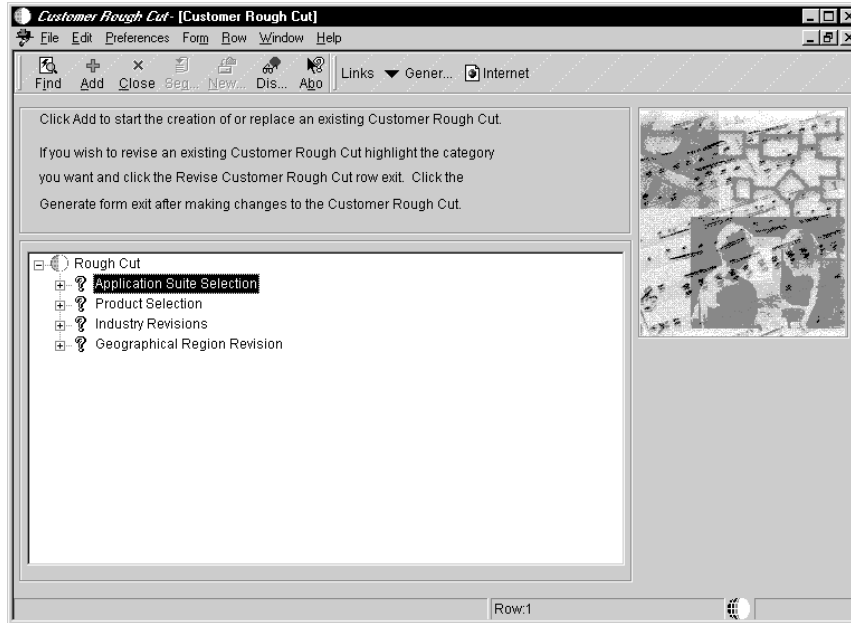 Customer Rough Cut - [Customer Rough Cut]
File Edit Preferences Form Row Window Help
Find Add Close Seq... New... Dis... Abo Links Gener... Internet
Click Add to start the creation of or replace an existing Customer Rough Cut.
If you wish to revise an existing Customer Rough Cut highlight the category
you want and click the Revise Customer Rough Cut row exit. Click the
Generate form exit after making changes to the Customer Rough Cut.
Rough Cut
Application Suite Selection
Product Selection
Industry Revisions
Geographical Region Revision
Row:1